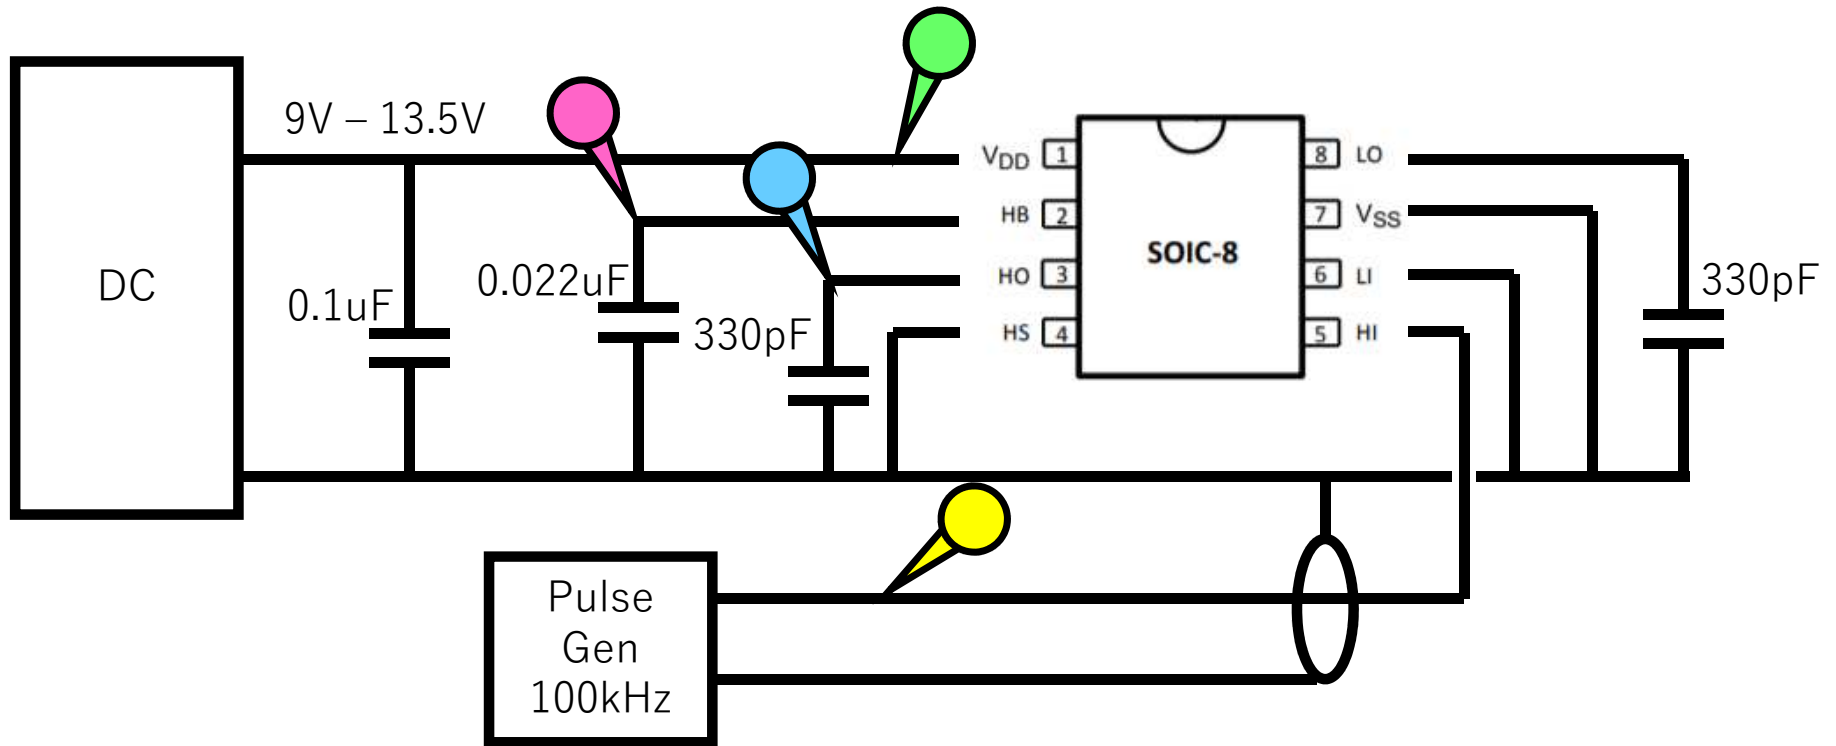 DC
9V – 13.5V
0.1uF
0.022uF
330pF
VDD 1
HB 2
HO 3
HS 4
SOIC-8
8 LO
7 VSS
6 LI
5 HI
330pF
Pulse
Gen
100kHz